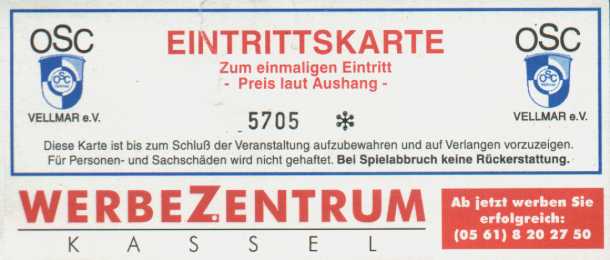 OSC
VELLMAR e.V.
EINTRITTSKARTE
Zum einmaligen Eintritt
- Preis laut Aushang -
OSC
VELLMAR e.V.
5705 ✻
Diese Karte ist bis zum Schluß der Veranstaltung aufzubewahren und auf Verlangen vorzuzeigen.
Für Personen- und Sachschäden wird nicht gehaftet. Bei Spielabbruch keine Rückerstattung.
WERBEZENTRUM
KASSEL
Ab jetzt werben Sie
erfolgreich:
(05 61) 8 20 27 50